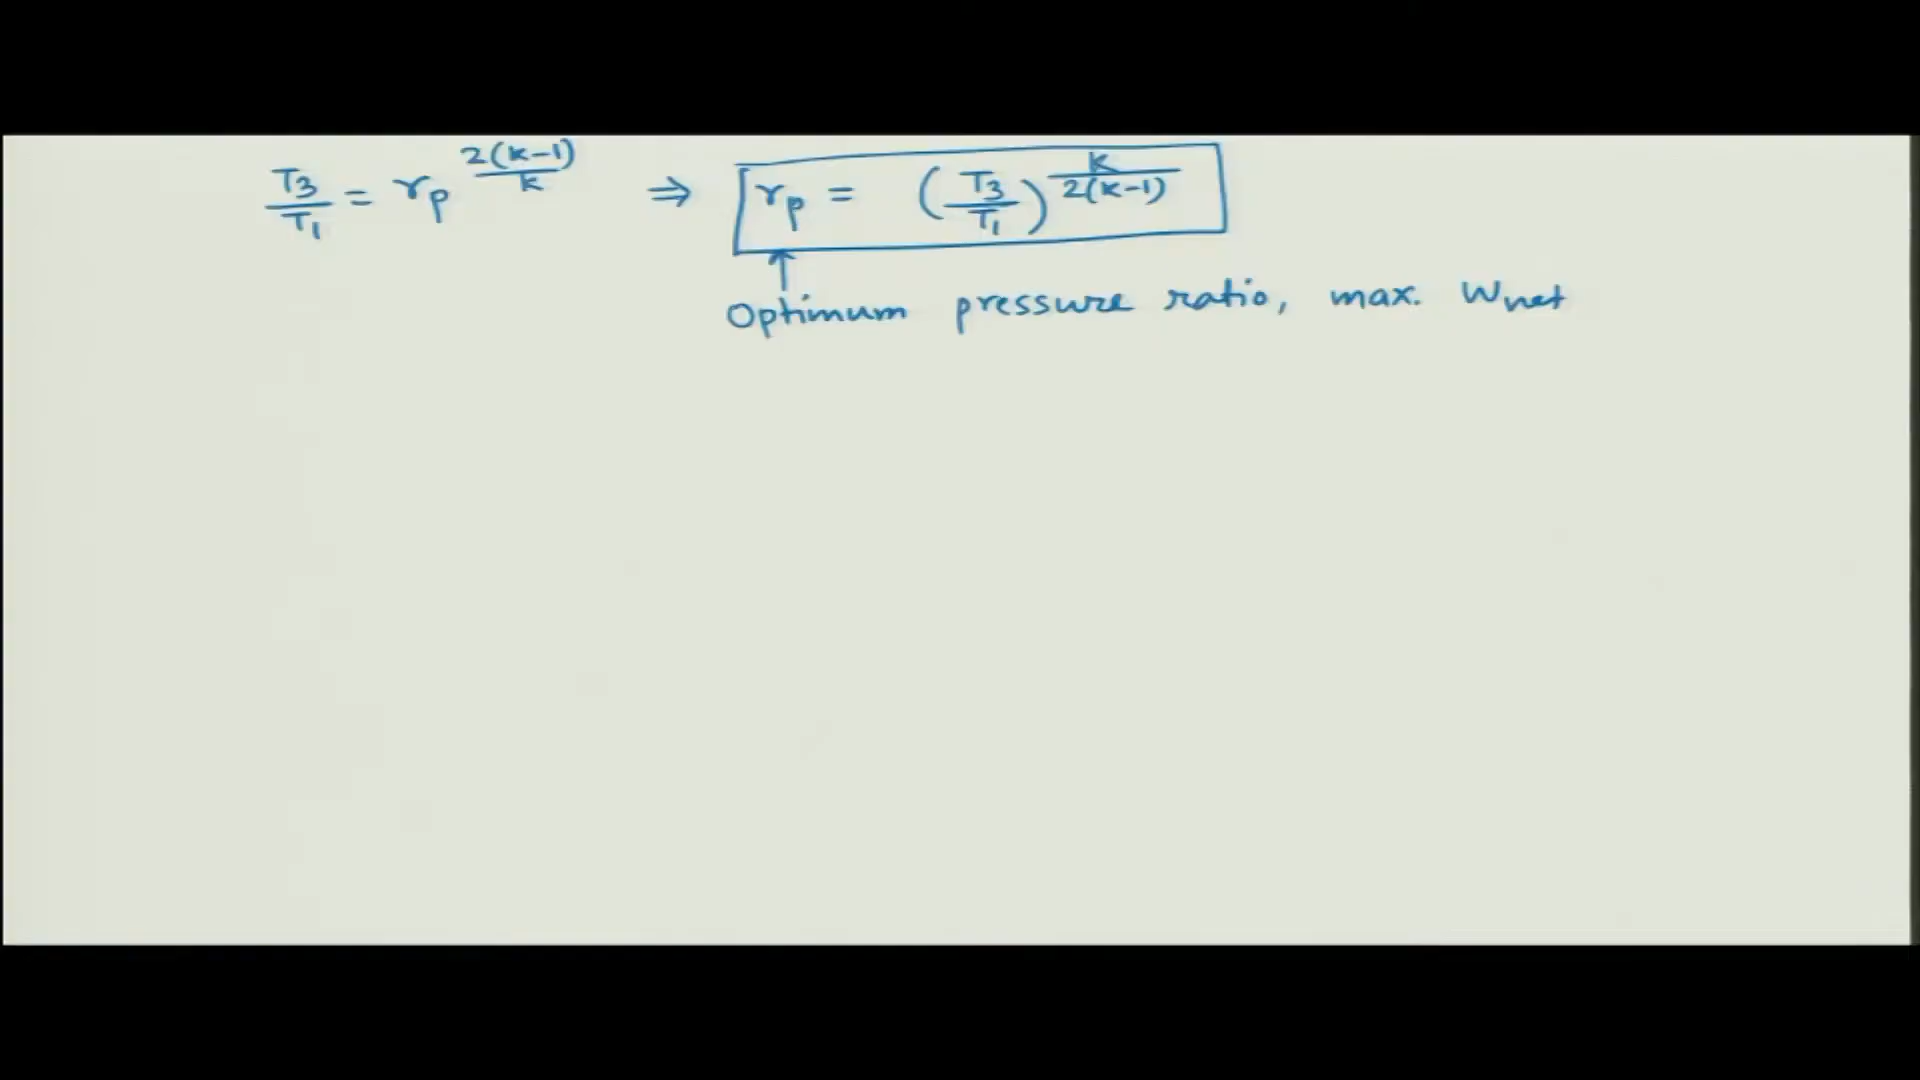 T3/T1 = rp^(2(k-1)/k) ⇒ rp = (T3/T1)^(k/2(k-1))
Optimum pressure ratio, max. Wnet